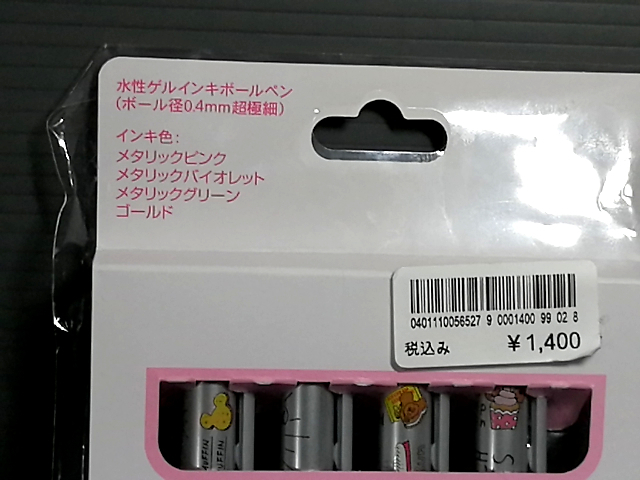 水性ゲルインキボールペン
(ボール径0.4mm超極細)
インキ色:
メタリックピンク
メタリックバイオレット
メタリックグリーン
ゴールド
0401110056527 9 0001400 99 02 8
税込み ¥1,400
MUFFIN